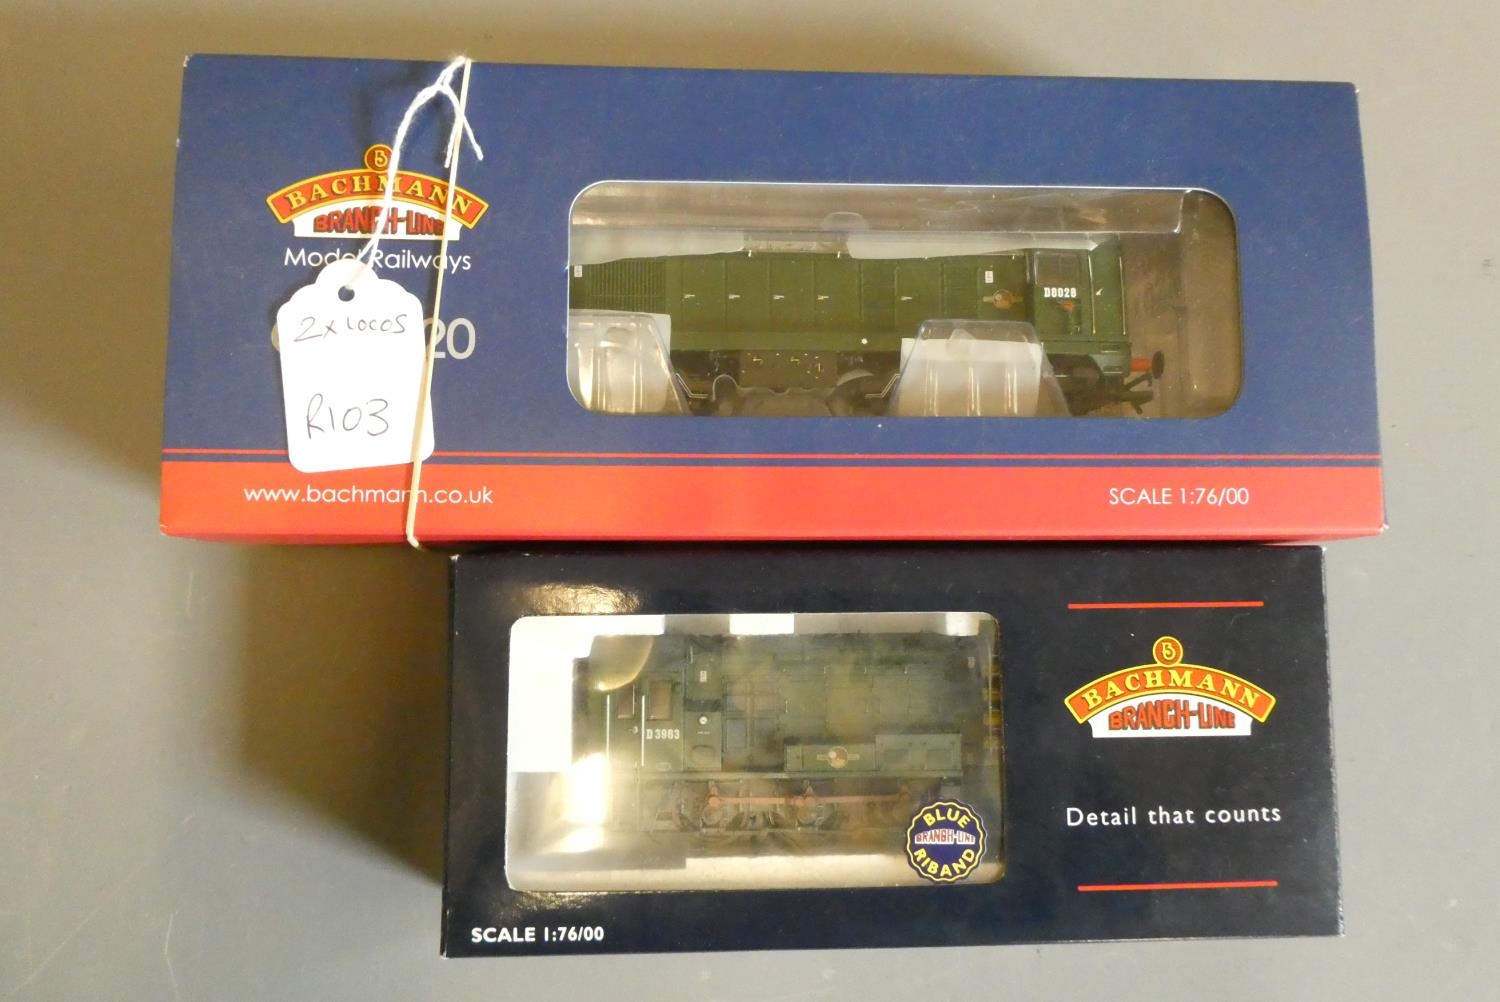 BACHMANN
BRANCH-LINE
Model Railways
2x LOCOS
R103
20
D8028
www.bachmann.co.uk
SCALE 1:76/00
D3963
BLUE
BRANCH-LINE
RIBAND
BACHMANN
BRANCH-LINE
Detail that counts
SCALE 1:76/00